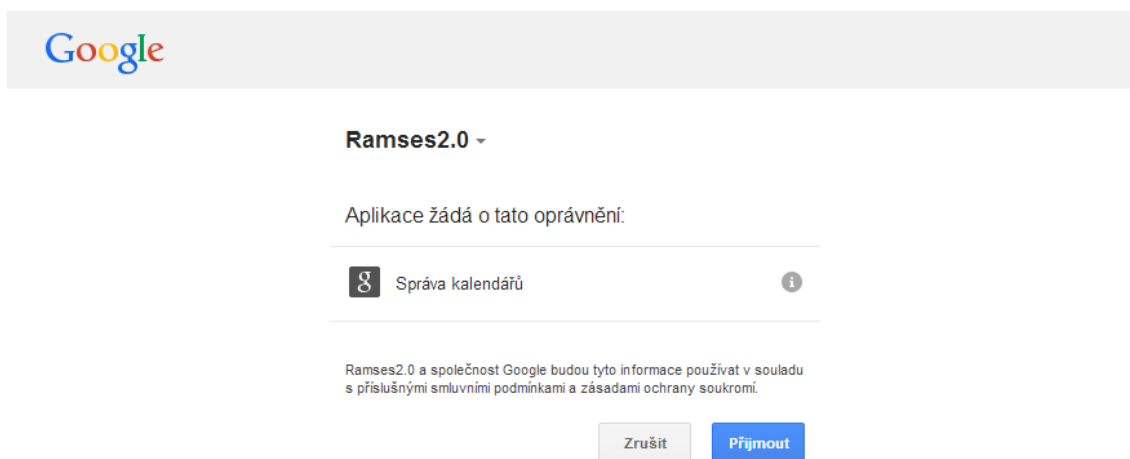 Google
Ramses2.0
Aplikace žádá o tato oprávnění:
g Správa kalendářů i
Ramses2.0 a společnost Google budou tyto informace používat v souladu
s příslušnými smluvními podmínkami a zásadami ochrany soukromí.
Zrušit Přijmout